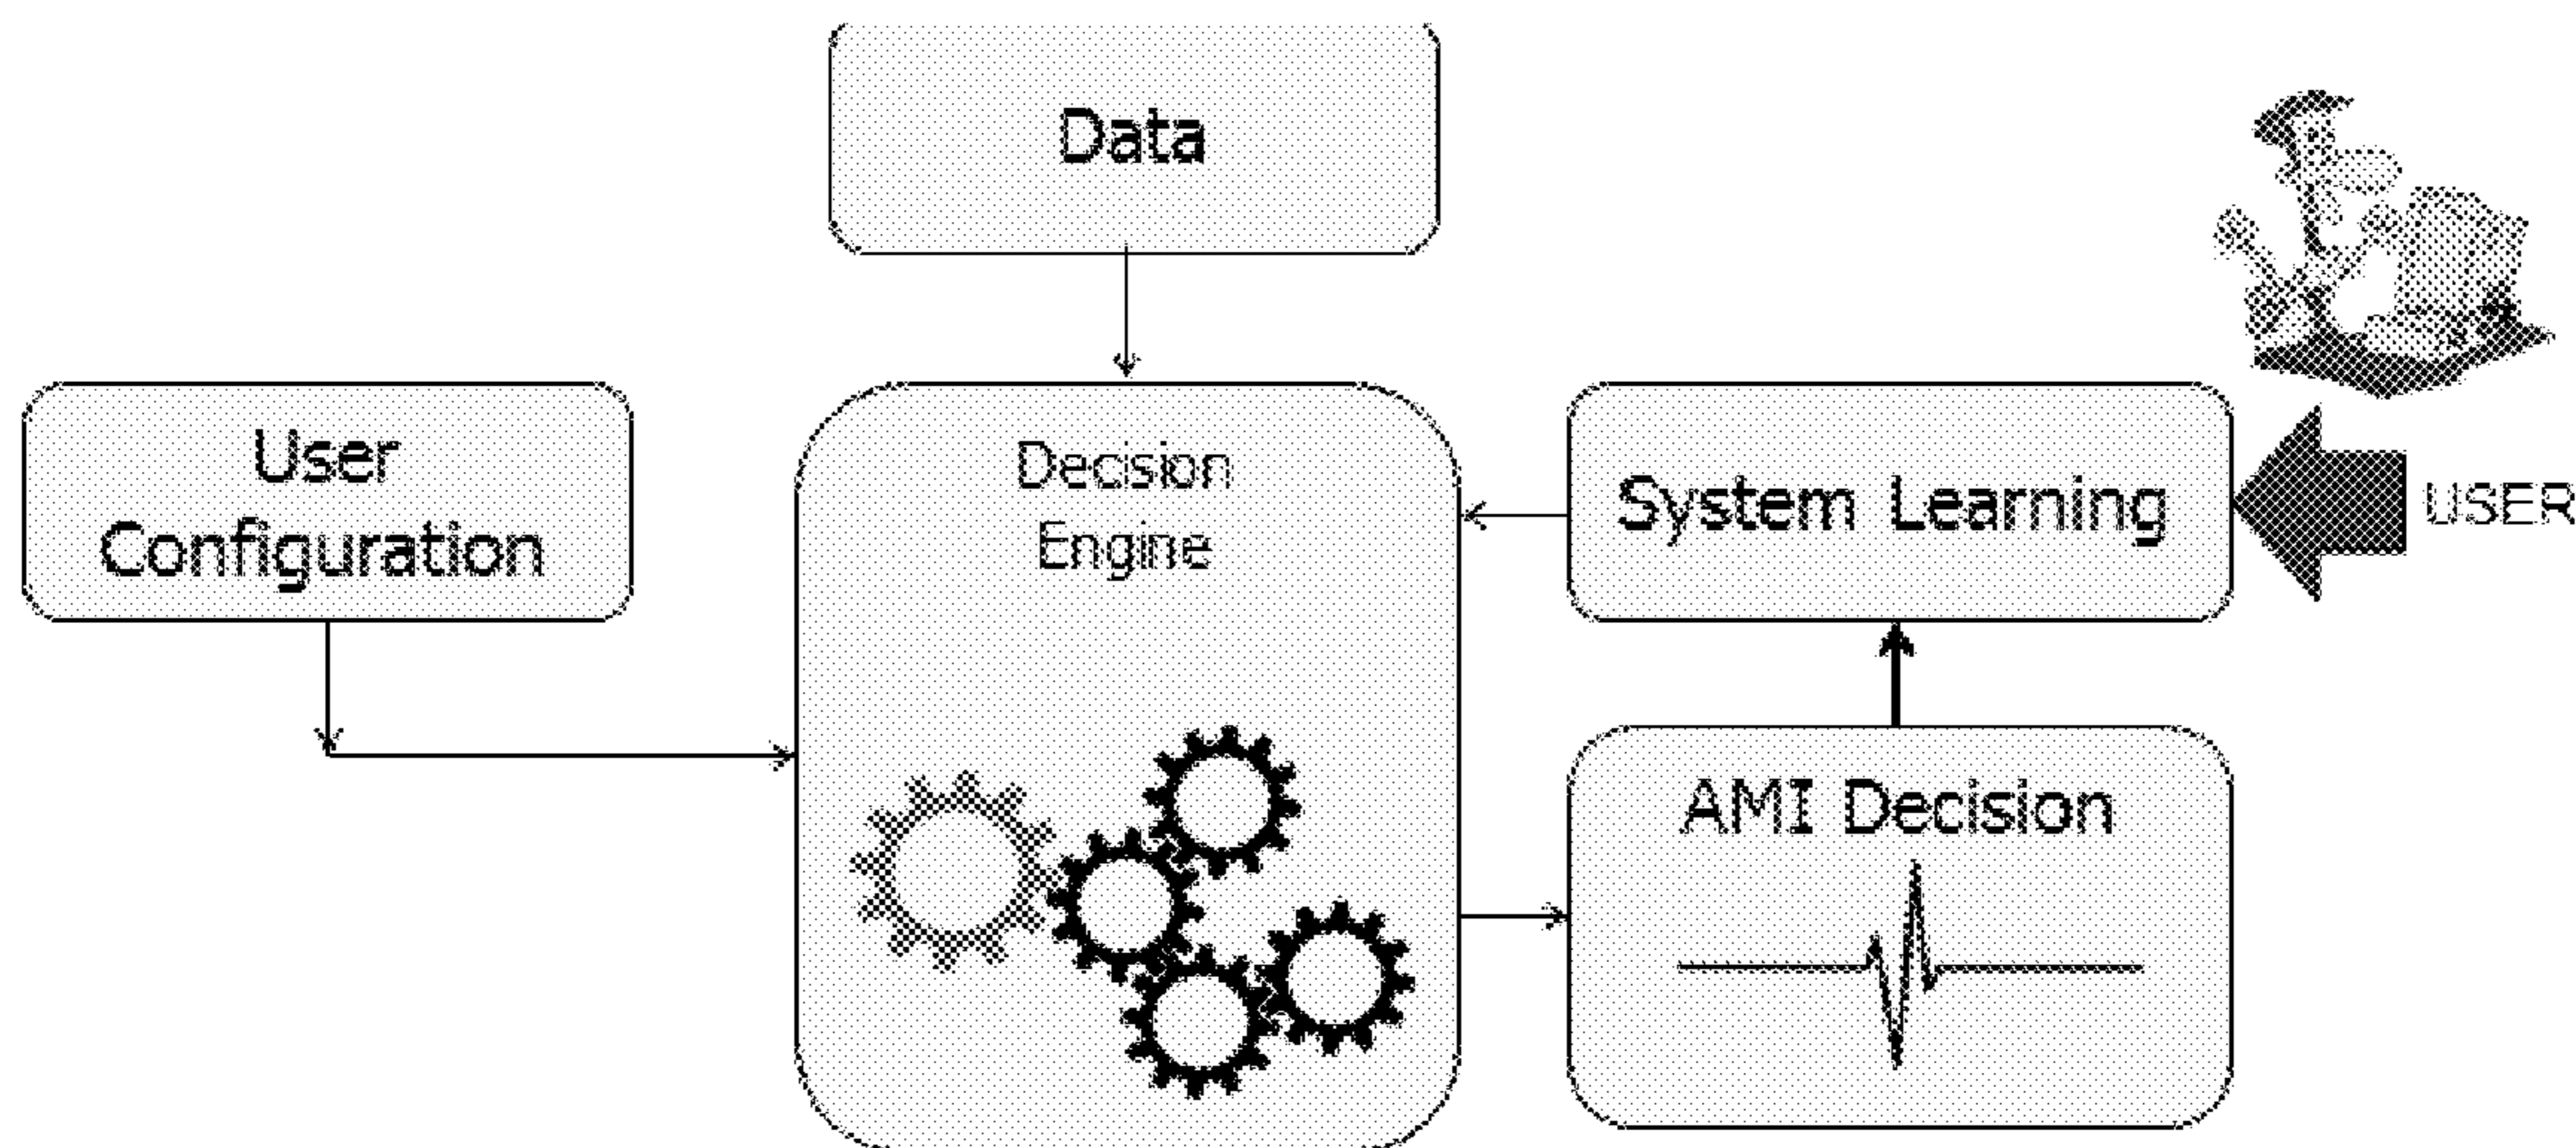 Data
User
Configuration
Decision
Engine
System Learning
USER
AMI Decision